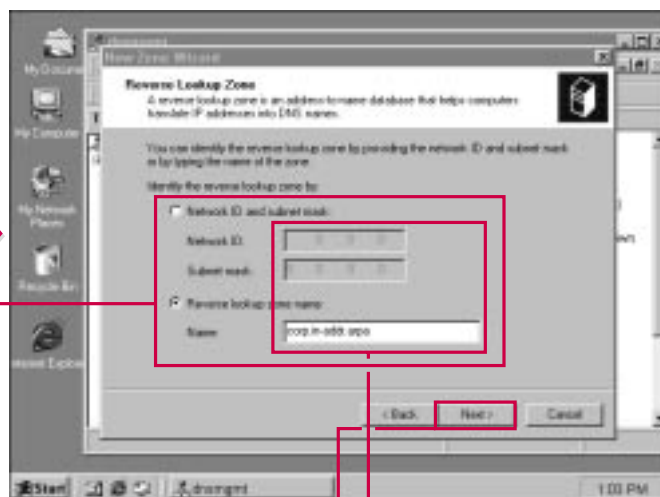 dnsmgmt
New Zone Wizard
My Docume
Reverse Lookup Zone
A reverse lookup zone is an address-to-name database that helps computers
translate IP addresses into DNS names.
My Computer
You can identify the reverse lookup zone by providing the network ID and subnet mask
or by typing the name of the zone.
Identify the reverse lookup zone by:
Network ID and subnet mask:
My Network
Places
Network ID:
Subnet mask:
Recycle Bin
Reverse lookup zone name:
Name:
corp.in-addr.arpa
Internet Explor
< Back
Next >
Cancel
Start
dnsmgmt
1:03 PM